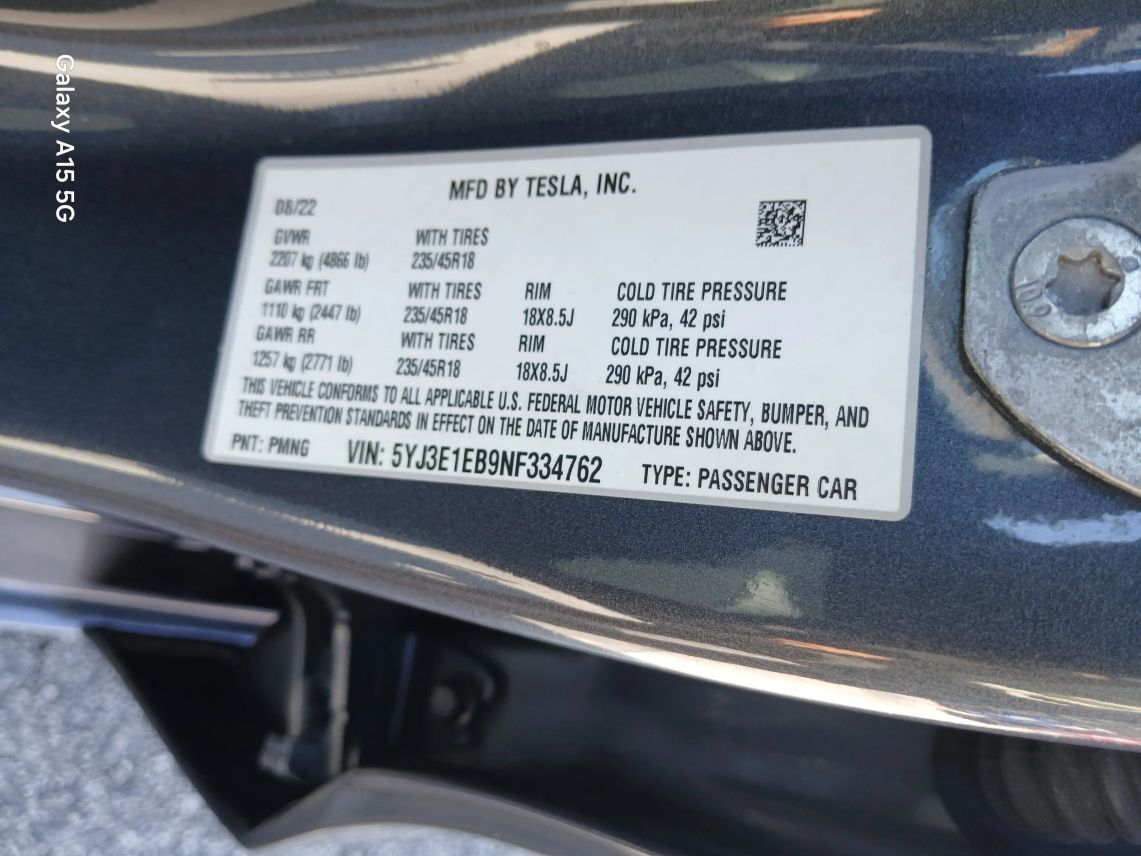 MFD BY TESLA, INC.
08/22
GVWR WITH TIRES
2207 kg (4866 lb) 235/45R18
GAWR FRT WITH TIRES RIM COLD TIRE PRESSURE
1110 kg (2447 lb) 235/45R18 18X8.5J 290 kPa, 42 psi
GAWR RR WITH TIRES RIM COLD TIRE PRESSURE
1257 kg (2771 lb) 235/45R18 18X8.5J 290 kPa, 42 psi
THIS VEHICLE CONFORMS TO ALL APPLICABLE U.S. FEDERAL MOTOR VEHICLE SAFETY, BUMPER, AND
THEFT PREVENTION STANDARDS IN EFFECT ON THE DATE OF MANUFACTURE SHOWN ABOVE.
PNT: PMNG VIN: 5YJ3E1EB9NF334762 TYPE: PASSENGER CAR
Galaxy A15 5G
10.9